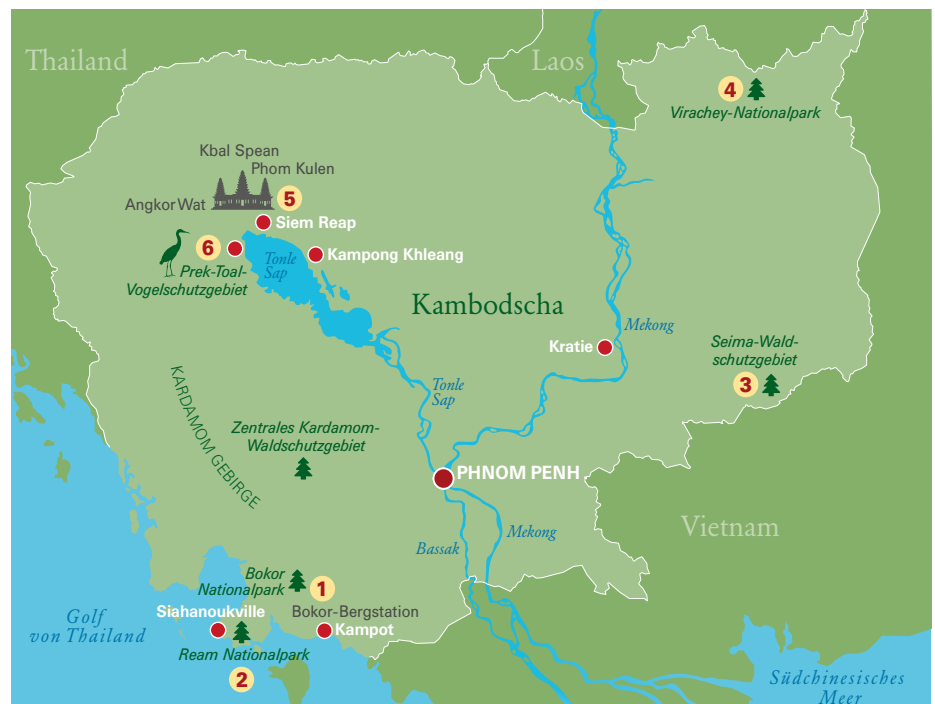 Thailand
Laos
4
Virachey-Nationalpark
Kbal Spean
Phom Kulen
Angkor Wat
5
Siem Reap
6
Prek-Toal-
Vogelschutzgebiet
Tonle
Sap
Kampong Khleang
Kambodscha
Mekong
Kratie
Seima-Wald-
schutzgebiet
3
KARDAMOM GEBIRGE
Tonle
Sap
Zentrales Kardamom-
Waldschutzgebiet
PHNOM PENH
Vietnam
Bassak
Mekong
Bokor
Nationalpark
1
Siahanoukville
Bokor-Bergstation
Kampot
Golf
von Thailand
Ream Nationalpark
2
Südchinesisches
Meer